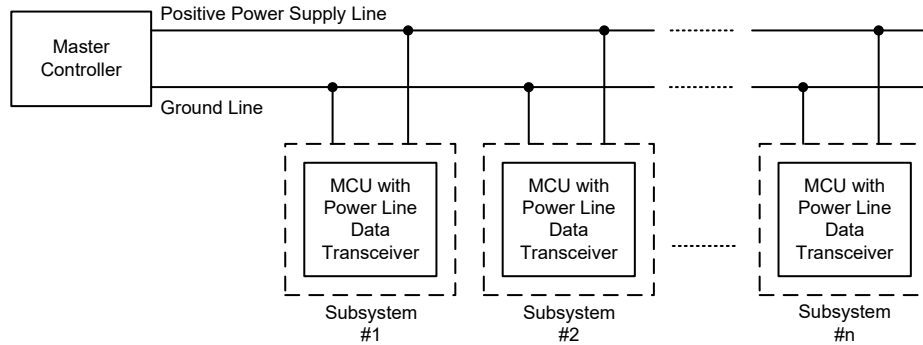 Positive Power Supply Line
Master
Controller
Ground Line
MCU with
Power Line
Data
Transceiver
MCU with
Power Line
Data
Transceiver
MCU with
Power Line
Data
Transceiver
Subsystem
#1
Subsystem
#2
Subsystem
#n